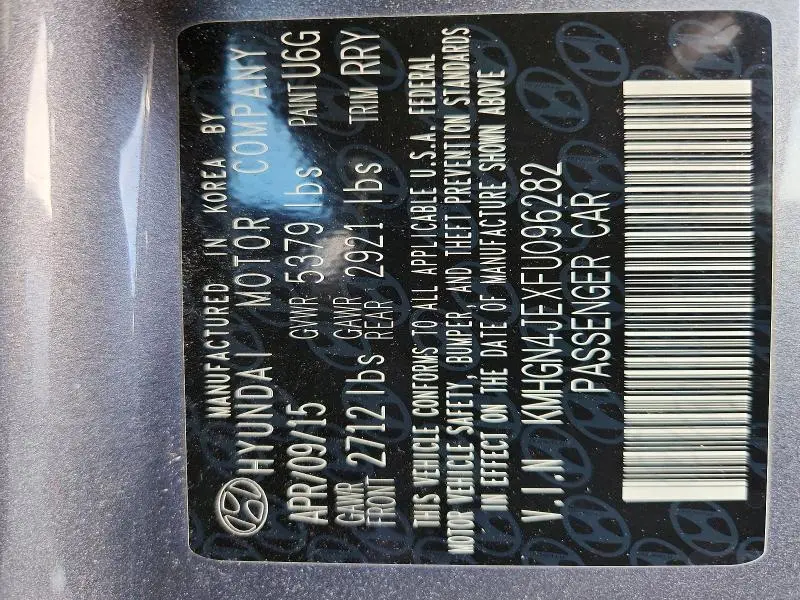 MANUFACTURED IN KOREA BY
HYUNDAI MOTOR COMPANY
APR/09/15 GVWR 5379 lbs PAINT U6G
GAWR FRONT 2712 lbs GAWR REAR 2921 lbs TRIM RRY
THIS VEHICLE CONFORMS TO ALL APPLICABLE U.S.A. FEDERAL
MOTOR VEHICLE SAFETY, BUMPER, AND THEFT PREVENTION STANDARDS
IN EFFECT ON THE DATE OF MANUFACTURE SHOWN ABOVE
V.I.N KMHGN4JEXFU096282
PASSENGER CAR